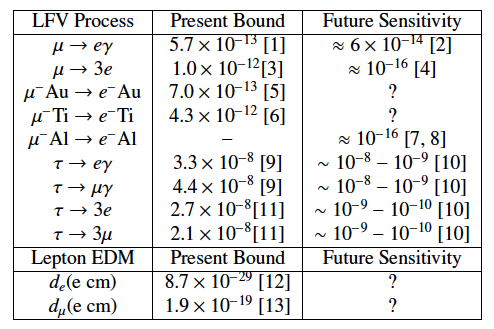 LFV Process Present Bound Future Sensitivity
μ → eγ 5.7 × 10⁻¹³ [1] ≈ 6 × 10⁻¹⁴ [2]
μ → 3e 1.0 × 10⁻¹²[3] ≈ 10⁻¹⁶ [4]
μ⁻Au → e⁻Au 7.0 × 10⁻¹³ [5] ?
μ⁻Ti → e⁻Ti 4.3 × 10⁻¹² [6] ?
μ⁻Al → e⁻Al – ≈ 10⁻¹⁶ [7, 8]
τ → eγ 3.3 × 10⁻⁸ [9] ~ 10⁻⁸ – 10⁻⁹ [10]
τ → μγ 4.4 × 10⁻⁸ [9] ~ 10⁻⁸ – 10⁻⁹ [10]
τ → 3e 2.7 × 10⁻⁸[11] ~ 10⁻⁹ – 10⁻¹⁰ [10]
τ → 3μ 2.1 × 10⁻⁸[11] ~ 10⁻⁹ – 10⁻¹⁰ [10]
Lepton EDM Present Bound Future Sensitivity
dₑ(e cm) 8.7 × 10⁻²⁹ [12] ?
d_μ(e cm) 1.9 × 10⁻¹⁹ [13] ?